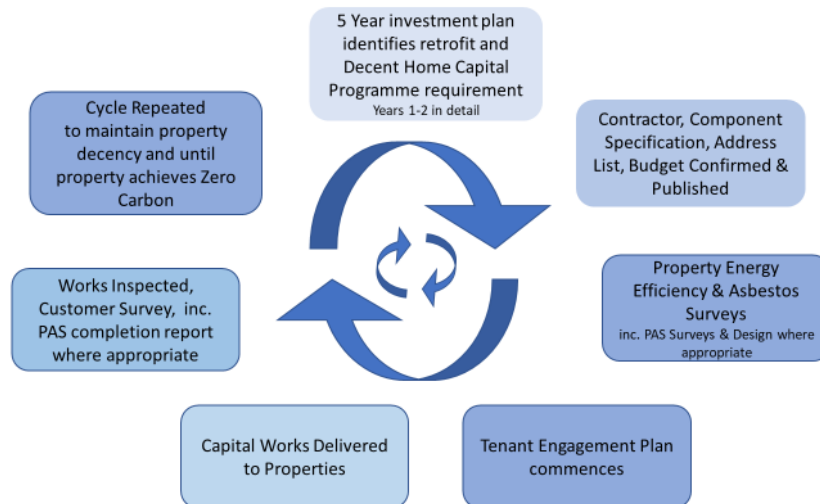 5 Year investment plan
identifies retrofit and
Decent Home Capital
Programme requirement
Years 1-2 in detail
Contractor, Component
Specification, Address
List, Budget Confirmed &
Published
Property Energy
Efficiency & Asbestos
Surveys
inc. PAS Surveys & Design where
appropriate
Tenant Engagement Plan
commences
Capital Works Delivered
to Properties
Works Inspected,
Customer Survey, inc.
PAS completion report
where appropriate
Cycle Repeated
to maintain property
decency and until
property achieves Zero
Carbon